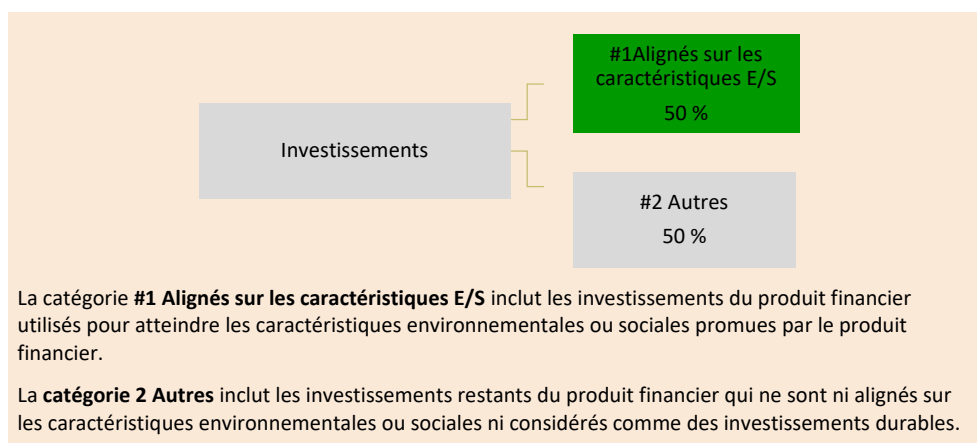 #1Alignés sur les
caractéristiques E/S
50 %
Investissements
#2 Autres
50 %
La catégorie #1 Alignés sur les caractéristiques E/S inclut les investissements du produit financier
utilisés pour atteindre les caractéristiques environnementales ou sociales promues par le produit
financier.
La catégorie 2 Autres inclut les investissements restants du produit financier qui ne sont ni alignés sur
les caractéristiques environnementales ou sociales ni considérés comme des investissements durables.